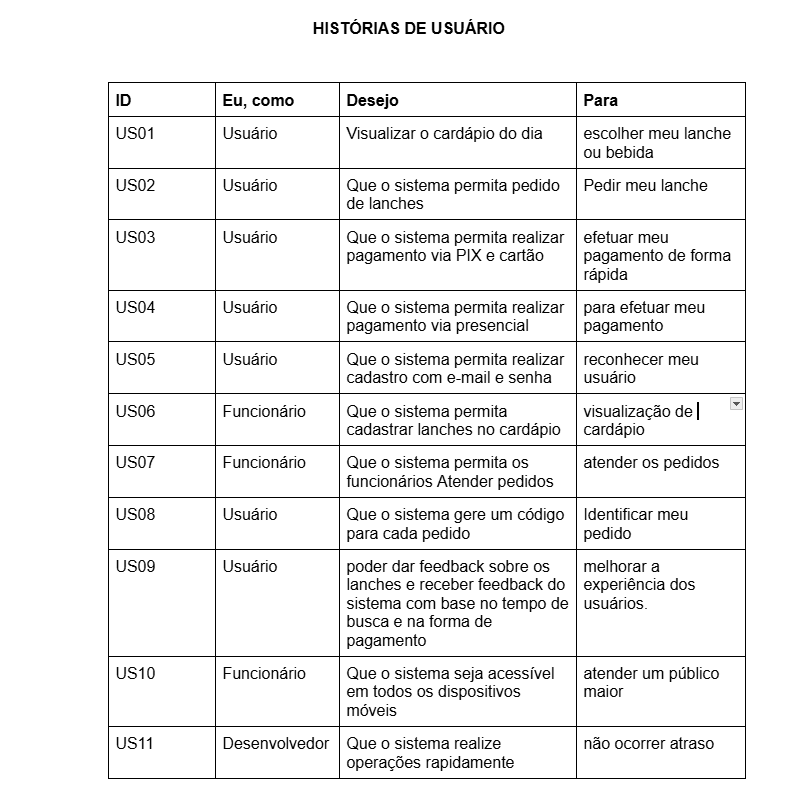 HISTÓRIAS DE USUÁRIO
ID Eu, como Desejo Para
US01 Usuário Visualizar o cardápio do dia escolher meu lanche
ou bebida
US02 Usuário Que o sistema permita pedido Pedir meu lanche
de lanches
US03 Usuário Que o sistema permita realizar efetuar meu
pagamento via PIX e cartão pagamento de forma
rápida
US04 Usuário Que o sistema permita realizar para efetuar meu
pagamento via presencial pagamento
US05 Usuário Que o sistema permita realizar reconhecer meu
cadastro com e-mail e senha usuário
US06 Funcionário Que o sistema permita visualização de
cadastrar lanches no cardápio cardápio
US07 Funcionário Que o sistema permita os atender os pedidos
funcionários Atender pedidos
US08 Usuário Que o sistema gere um código Identificar meu
para cada pedido pedido
US09 Usuário poder dar feedback sobre os melhorar a
lanches e receber feedback do experiência dos
sistema com base no tempo de usuários.
busca e na forma de
pagamento
US10 Funcionário Que o sistema seja acessível atender um público
em todos os dispositivos maior
móveis
US11 Desenvolvedor Que o sistema realize não ocorrer atraso
operações rapidamente